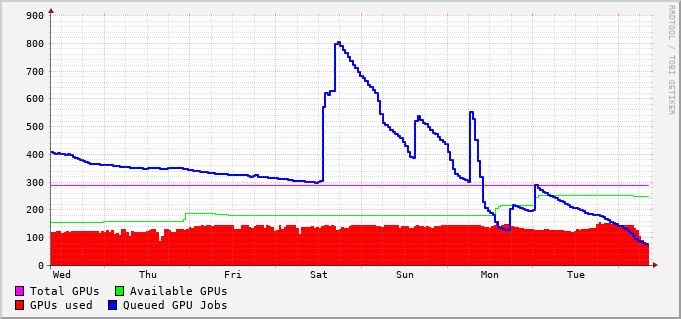 900
800
700
600
500
400
300
200
100
0
Wed Thu Fri Sat Sun Mon Tue
Total GPUs Available GPUs
GPUs used Queued GPU Jobs
RRDTOOL / TOBI OETIKER